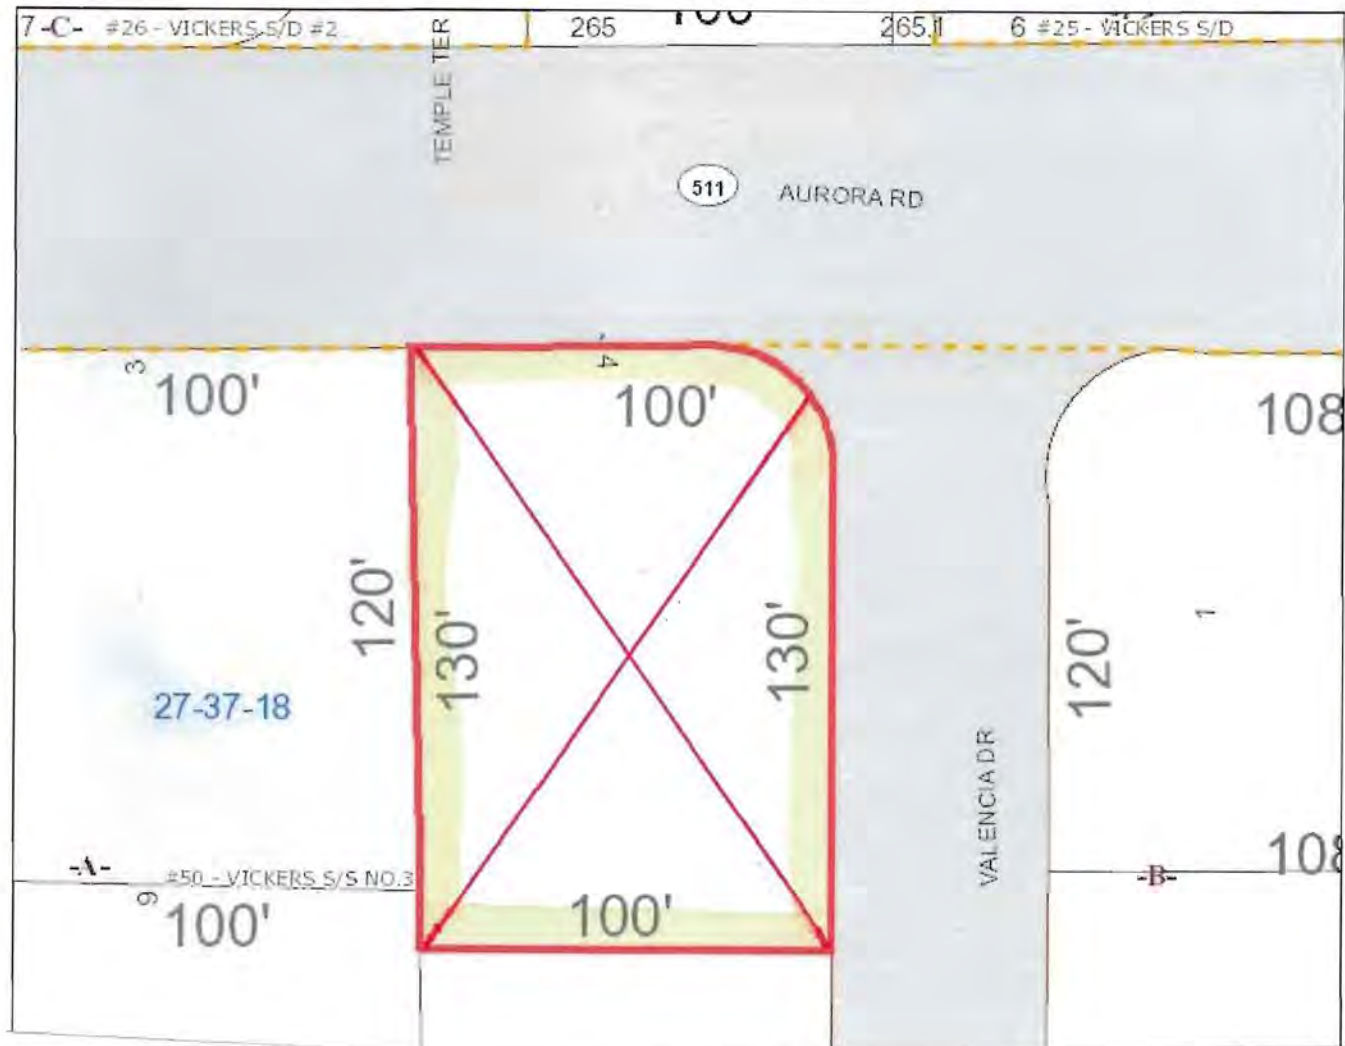 7 -C- #26 - VICKERS S/D #2 265 265.1 6 #25 - VICKERS S/D
TEMPLE TER
511 AURORA RD
3 100'
4
100'
108
120'
130'
130'
120'
1
27-37-18
VALENCIA DR
-A-
#50 - VICKERS S/S NO.3
-B-
108
9 100'
100'